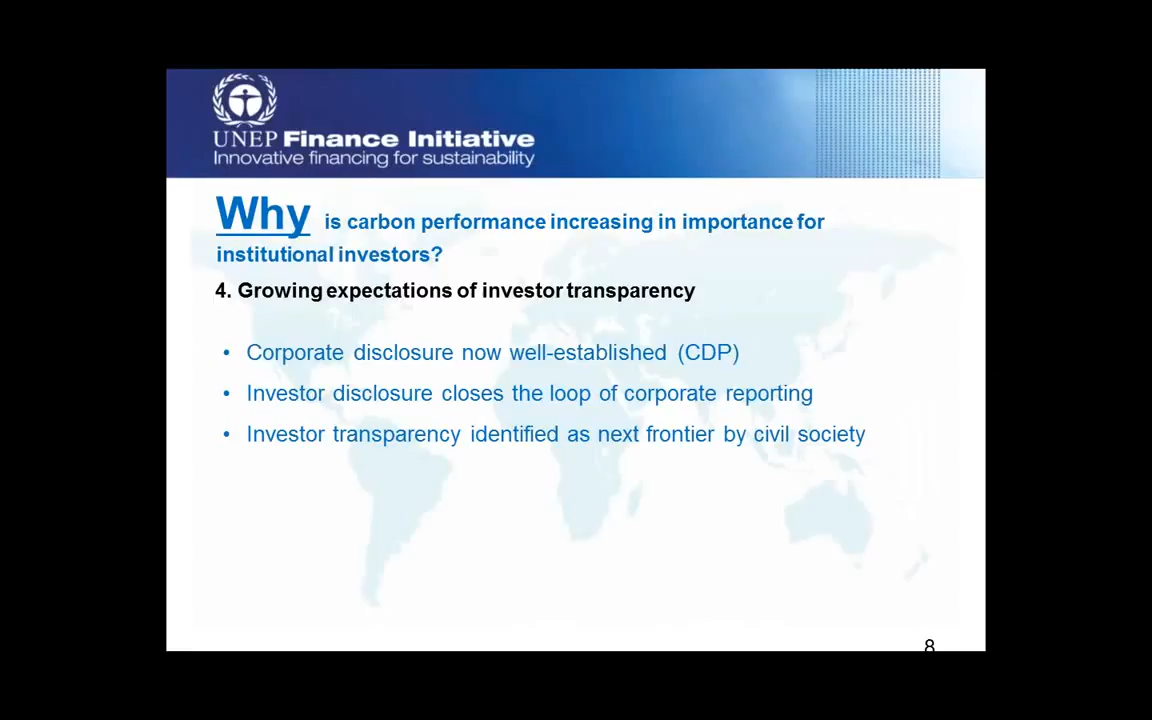 UNEP Finance Initiative
Innovative financing for sustainability
Why is carbon performance increasing in importance for
institutional investors?
4. Growing expectations of investor transparency
• Corporate disclosure now well-established (CDP)
• Investor disclosure closes the loop of corporate reporting
• Investor transparency identified as next frontier by civil society
8